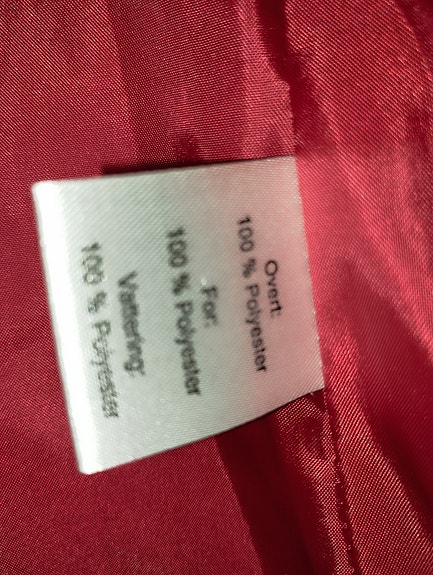 Overt:
100 % Polyester
For:
100 % Polyester
Vattering:
100 % Polyester